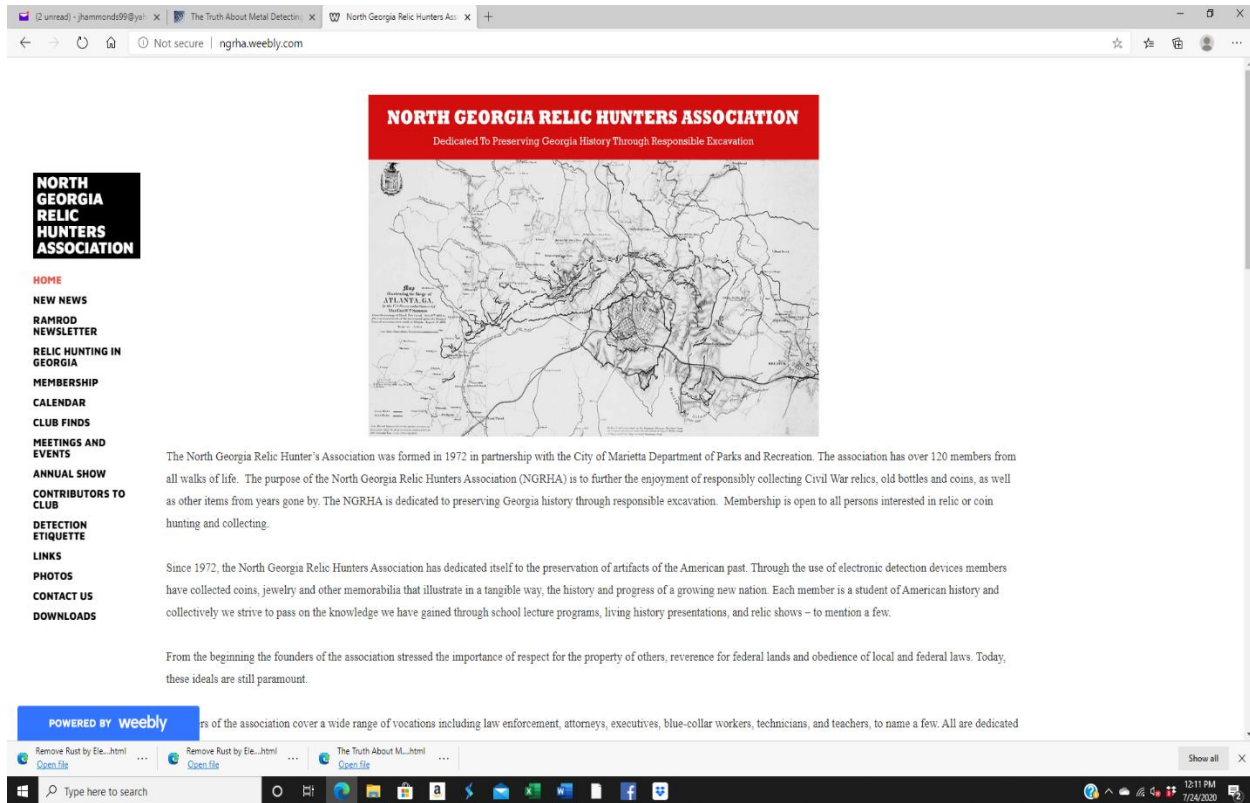 (2 unread) - jhammonds99@yah
The Truth About Metal Detecting
North Georgia Relic Hunters Ass
Not secure | ngrha.weebly.com
NORTH GEORGIA RELIC HUNTERS ASSOCIATION
Dedicated To Preserving Georgia History Through Responsible Excavation
Map
ATLANTA, GA.
NORTH
GEORGIA
RELIC
HUNTERS
ASSOCIATION
HOME
NEW NEWS
RAMROD
NEWSLETTER
RELIC HUNTING IN
GEORGIA
MEMBERSHIP
CALENDAR
CLUB FINDS
MEETINGS AND
EVENTS
ANNUAL SHOW
CONTRIBUTORS TO
CLUB
DETECTION
ETIQUETTE
LINKS
PHOTOS
CONTACT US
DOWNLOADS
The North Georgia Relic Hunter's Association was formed in 1972 in partnership with the City of Marietta Department of Parks and Recreation. The association has over 120 members from
all walks of life. The purpose of the North Georgia Relic Hunters Association (NGRHA) is to further the enjoyment of responsibly collecting Civil War relics, old bottles and coins, as well
as other items from years gone by. The NGRHA is dedicated to preserving Georgia history through responsible excavation. Membership is open to all persons interested in relic or coin
hunting and collecting.
Since 1972, the North Georgia Relic Hunters Association has dedicated itself to the preservation of artifacts of the American past. Through the use of electronic detection devices members
have collected coins, jewelry and other memorabilia that illustrate in a tangible way, the history and progress of a growing new nation. Each member is a student of American history and
collectively we strive to pass on the knowledge we have gained through school lecture programs, living history presentations, and relic shows – to mention a few.
From the beginning the founders of the association stressed the importance of respect for the property of others, reverence for federal lands and obedience of local and federal laws. Today,
these ideals are still paramount.
ers of the association cover a wide range of vocations including law enforcement, attorneys, executives, blue-collar workers, technicians, and teachers, to name a few. All are dedicated
POWERED BY weebly
Remove Rust by Ele....html
Open file
Remove Rust by Ele....html
Open file
The Truth About M....html
Open file
Show all
Type here to search
12:11 PM
7/24/2020